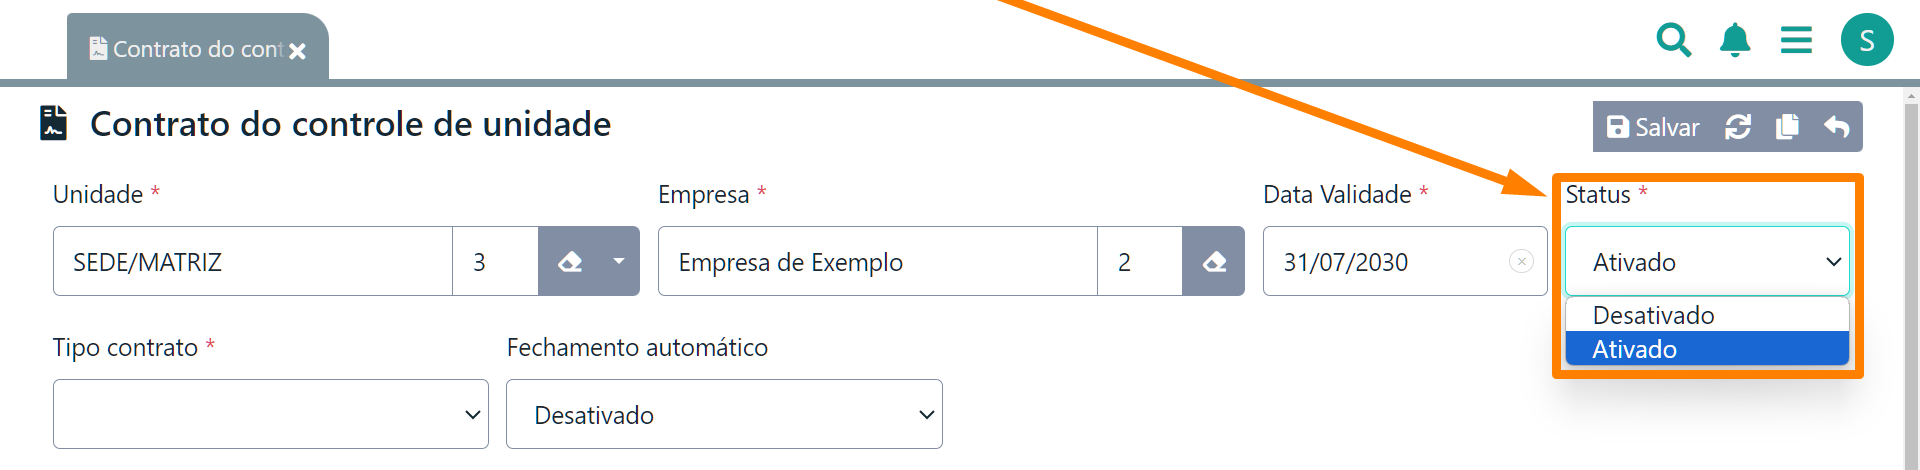 Contrato do cont
S
Contrato do controle de unidade
Salvar
Unidade *
Empresa *
Data Validade *
Status *
SEDE/MATRIZ
3
Empresa de Exemplo
2
31/07/2030
Ativado
Desativado
Ativado
Tipo contrato *
Fechamento automático
Desativado